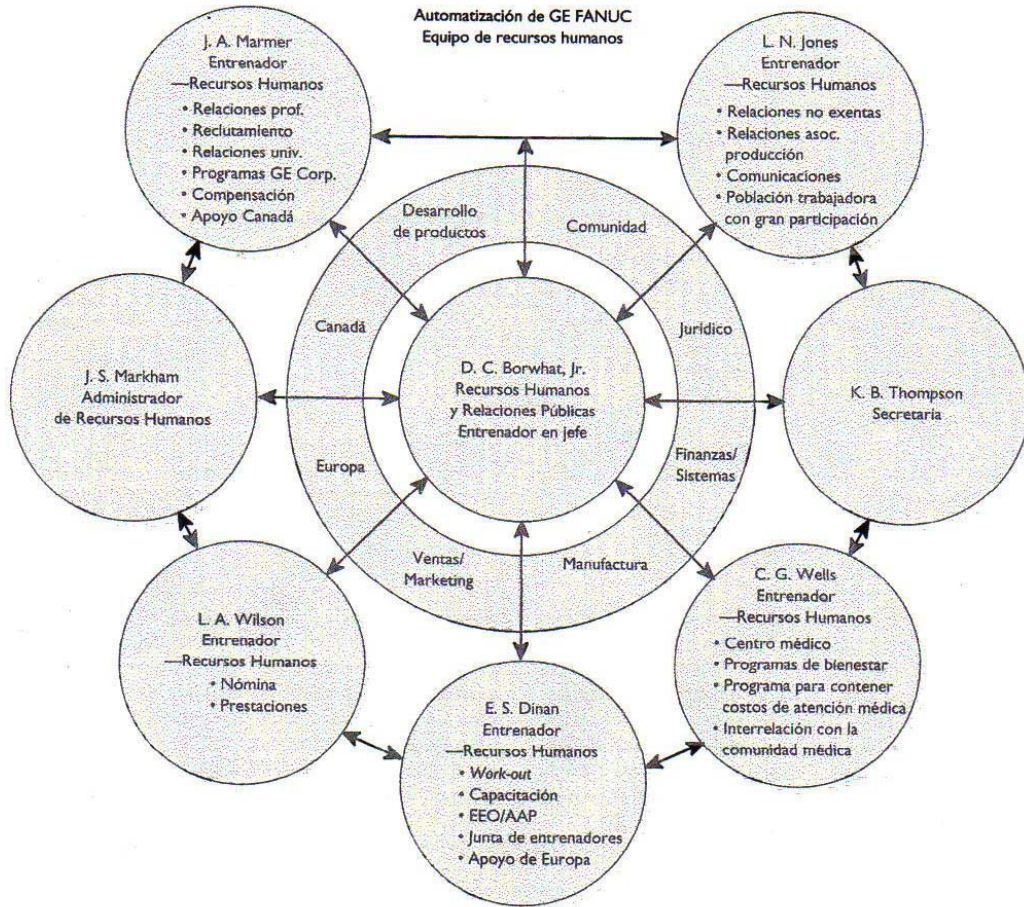 Automatización de GE FANUC
Equipo de recursos humanos
J. A. Marmer
Entrenador
—Recursos Humanos
• Relaciones prof.
• Reclutamiento
• Relaciones univ.
• Programas GE Corp.
• Compensación
• Apoyo Canadá
L. N. Jones
Entrenador
—Recursos Humanos
• Relaciones no exentas
• Relaciones asoc.
producción
• Comunicaciones
• Población trabajadora
con gran participación
Desarrollo
de productos
Comunidad
Canadá
Jurídico
J. S. Markham
Administrador
de Recursos Humanos
D. C. Borwhat, Jr.
Recursos Humanos
y Relaciones Públicas
Entrenador en jefe
K. B. Thompson
Secretaria
Europa
Finanzas/
Sistemas
Ventas/
Marketing
Manufactura
L. A. Wilson
Entrenador
—Recursos Humanos
• Nómina
• Prestaciones
E. S. Dinan
Entrenador
—Recursos Humanos
• Work-out
• Capacitación
• EEO/AAP
• Junta de entrenadores
• Apoyo de Europa
C. G. Wells
Entrenador
—Recursos Humanos
• Centro médico
• Programas de bienestar
• Programa para contener
costos de atención médica
• Interrelación con la
comunidad médica